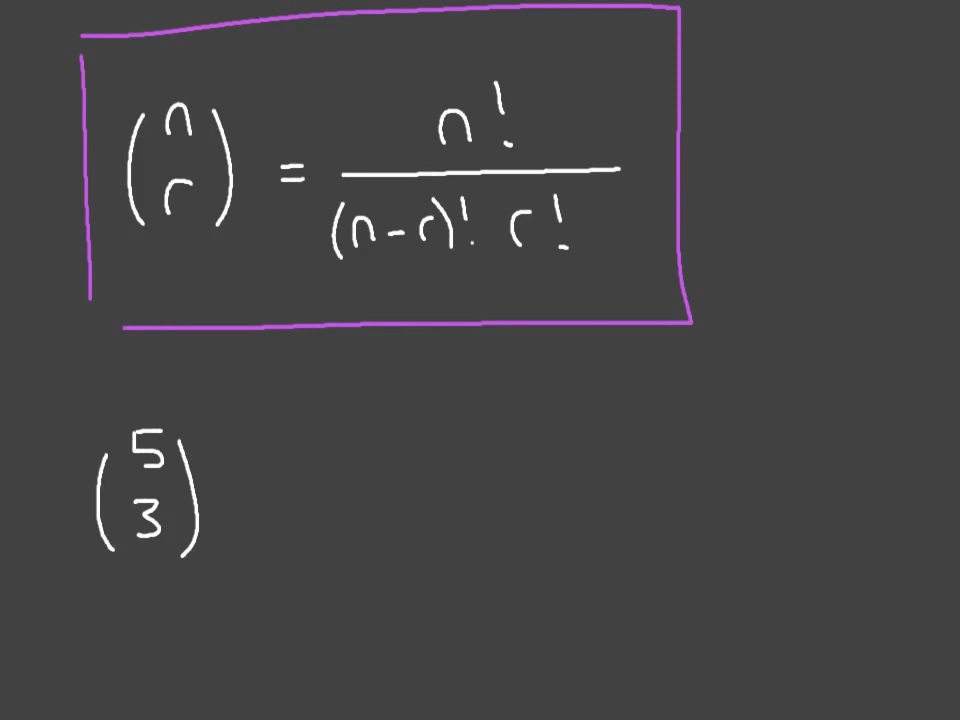 (n r) = n! / (n-r)! r!
(5 3)